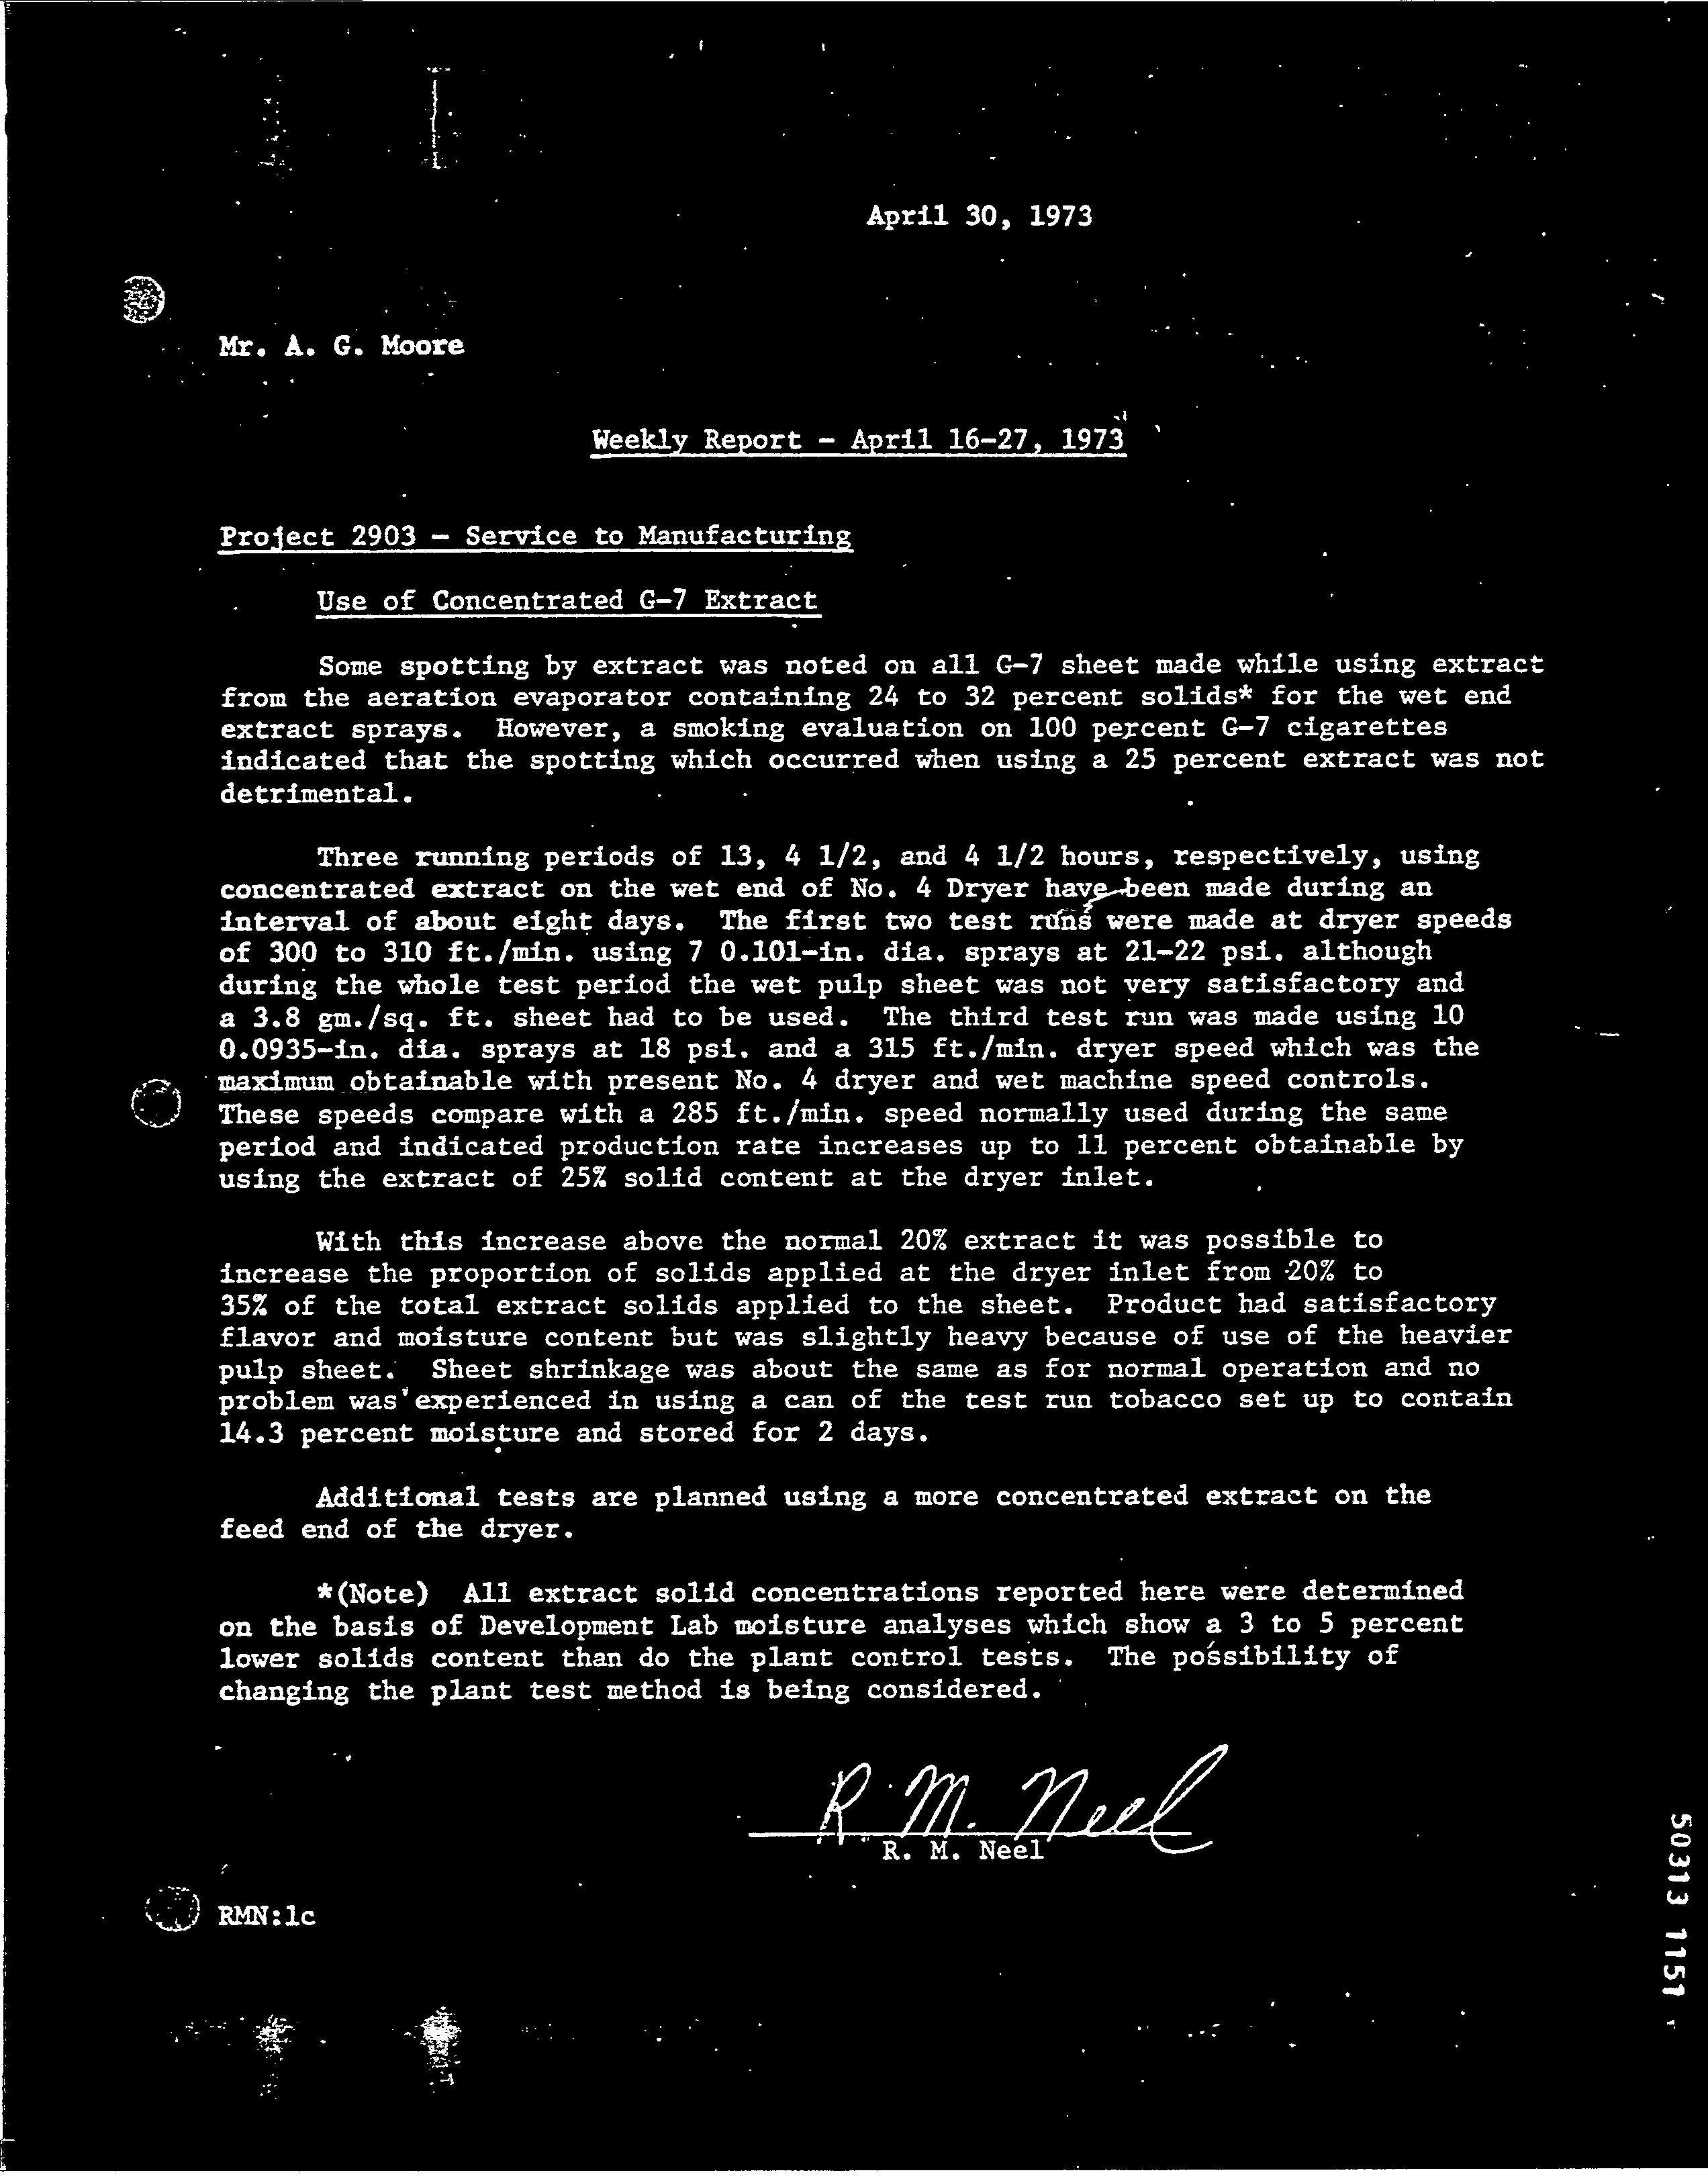 April 30, 1973
Mr. A. G. Moore
Weekly Report - April 16-27, 1973
Project 2903 - Service to Manufacturing
Use of Concentrated G-7 Extract
Some spotting by extract was noted on all G-7 sheet made while using extract
from the aeration evaporator containing 24 to 32 percent solids* for the wet end
extract sprays. However, a smoking evaluation on 100 percent G-7 cigarettes
indicated that the spotting which occurred when using a 25 percent extract was not
detrimental.
Three running periods of 13, 4 1/2, and 4 1/2 hours, respectively, using
concentrated extract on the wet end of No. 4 Dryer have been made during an
interval of about eight days. The first two test runs were made at dryer speeds
of 300 to 310 ft./min. using 7 0.101-in. dia. sprays at 21-22 psi. although
during the whole test period the wet pulp sheet was not very satisfactory and
a 3.8 gm./sq. ft. sheet had to be used. The third test run was made using 10
0.0935-in. dia. sprays at 18 psi. and a 315 ft./min. dryer speed which was the
maximum obtainable with present No. 4 dryer and wet machine speed controls.
These speeds compare with a 285 ft./min. speed normally used during the same
period and indicated production rate increases up to 11 percent obtainable by
using the extract of 25% solid content at the dryer inlet.
With this increase above the normal 20% extract it was possible to
increase the proportion of solids applied at the dryer inlet from 20% to
35% of the total extract solids applied to the sheet. Product had satisfactory
flavor and moisture content but was slightly heavy because of use of the heavier
pulp sheet. Sheet shrinkage was about the same as for normal operation and no
problem was experienced in using a can of the test run tobacco set up to contain
14.3 percent moisture and stored for 2 days.
Additional tests are planned using a more concentrated extract on the
feed end of the dryer.
*(Note) All extract solid concentrations reported here were determined
on the basis of Development Lab moisture analyses which show a 3 to 5 percent
lower solids content than do the plant control tests. The possibility of
changing the plant test method is being considered.
R. M. Neel
R. M. Neel
RMN:lc
50313 1151